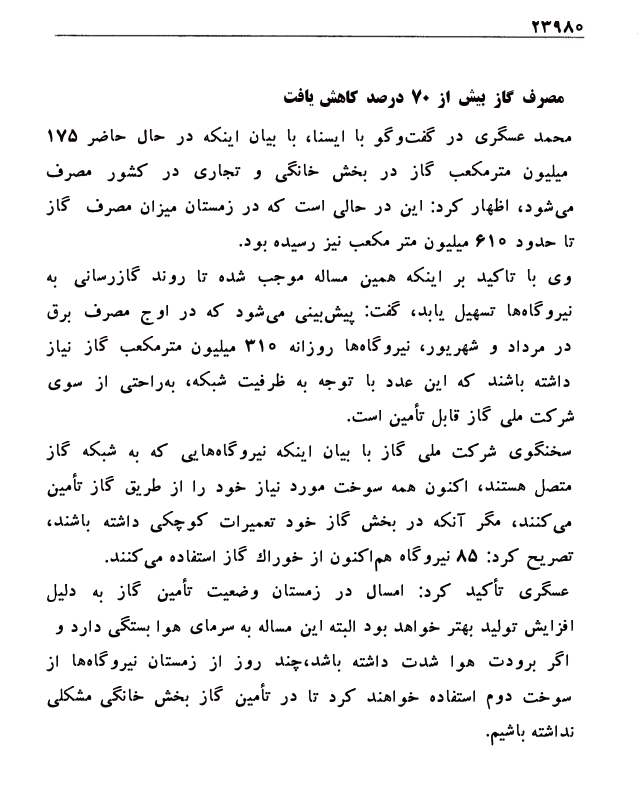 ۲۳۹۸۰
مصرف گاز بیش از ۷۰ درصد کاهش یافت
محمد عسگری در گفت‌وگو با ایسنا، با بیان اینکه در حال حاضر ۱۷۵
میلیون مترمکعب گاز در بخش خانگی و تجاری در کشور مصرف
می‌شود، اظهار کرد: این در حالی است که در زمستان میزان مصرف گاز
تا حدود ۶۱۰ میلیون متر مکعب نیز رسیده بود.
وی با تاکید بر اینکه همین مساله موجب شده تا روند گازرسانی به
نیروگاه‌ها تسهیل یابد، گفت: پیش‌بینی می‌شود که در اوج مصرف برق
در مرداد و شهریور، نیروگاه‌ها روزانه ۳۱۰ میلیون مترمکعب گاز نیاز
داشته باشند که این عدد با توجه به ظرفیت شبکه، به‌راحتی از سوی
شرکت ملی گاز قابل تأمین است.
سخنگوی شرکت ملی گاز با بیان اینکه نیروگاه‌هایی که به شبکه گاز
متصل هستند، اکنون همه سوخت مورد نیاز خود را از طریق گاز تأمین
می‌کنند، مگر آنکه در بخش گاز خود تعمیرات کوچکی داشته باشند،
تصریح کرد: ۸۵ نیروگاه هم‌اکنون از خوراك گاز استفاده می‌کنند.
عسگری تأکید کرد: امسال در زمستان وضعیت تأمین گاز به دلیل
افزایش تولید بهتر خواهد بود البته این مساله به سرمای هوا بستگی دارد و
اگر برودت هوا شدت داشته باشد،چند روز از زمستان نیروگاه‌ها از
سوخت دوم استفاده خواهند کرد تا در تأمین گاز بخش خانگی مشکلی
نداشته باشیم.